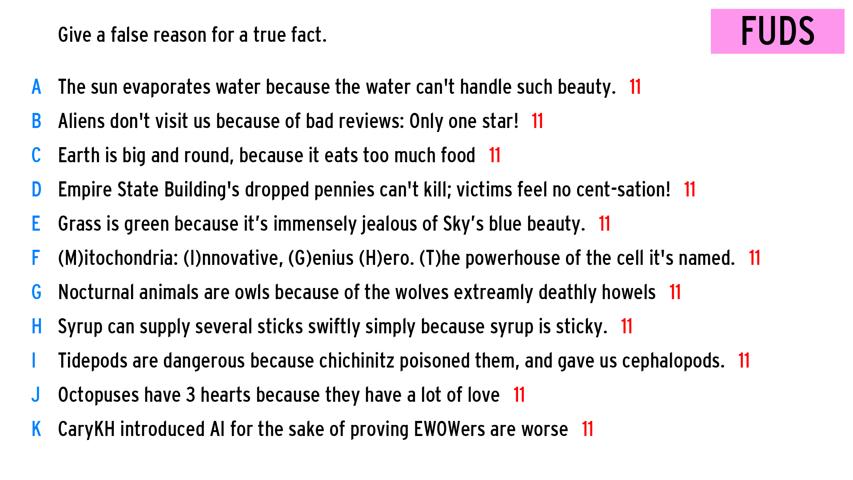 Give a false reason for a true fact.
FUDS
A The sun evaporates water because the water can't handle such beauty. 11
B Aliens don't visit us because of bad reviews: Only one star! 11
C Earth is big and round, because it eats too much food 11
D Empire State Building's dropped pennies can't kill; victims feel no cent-sation! 11
E Grass is green because it’s immensely jealous of Sky’s blue beauty. 11
F (M)itochondria: (I)nnovative, (G)enius (H)ero. (T)he powerhouse of the cell it's named. 11
G Nocturnal animals are owls because of the wolves extreamly deathly howels 11
H Syrup can supply several sticks swiftly simply because syrup is sticky. 11
I Tidepods are dangerous because chichinitz poisoned them, and gave us cephalopods. 11
J Octopuses have 3 hearts because they have a lot of love 11
K CaryKH introduced AI for the sake of proving EWOWers are worse 11